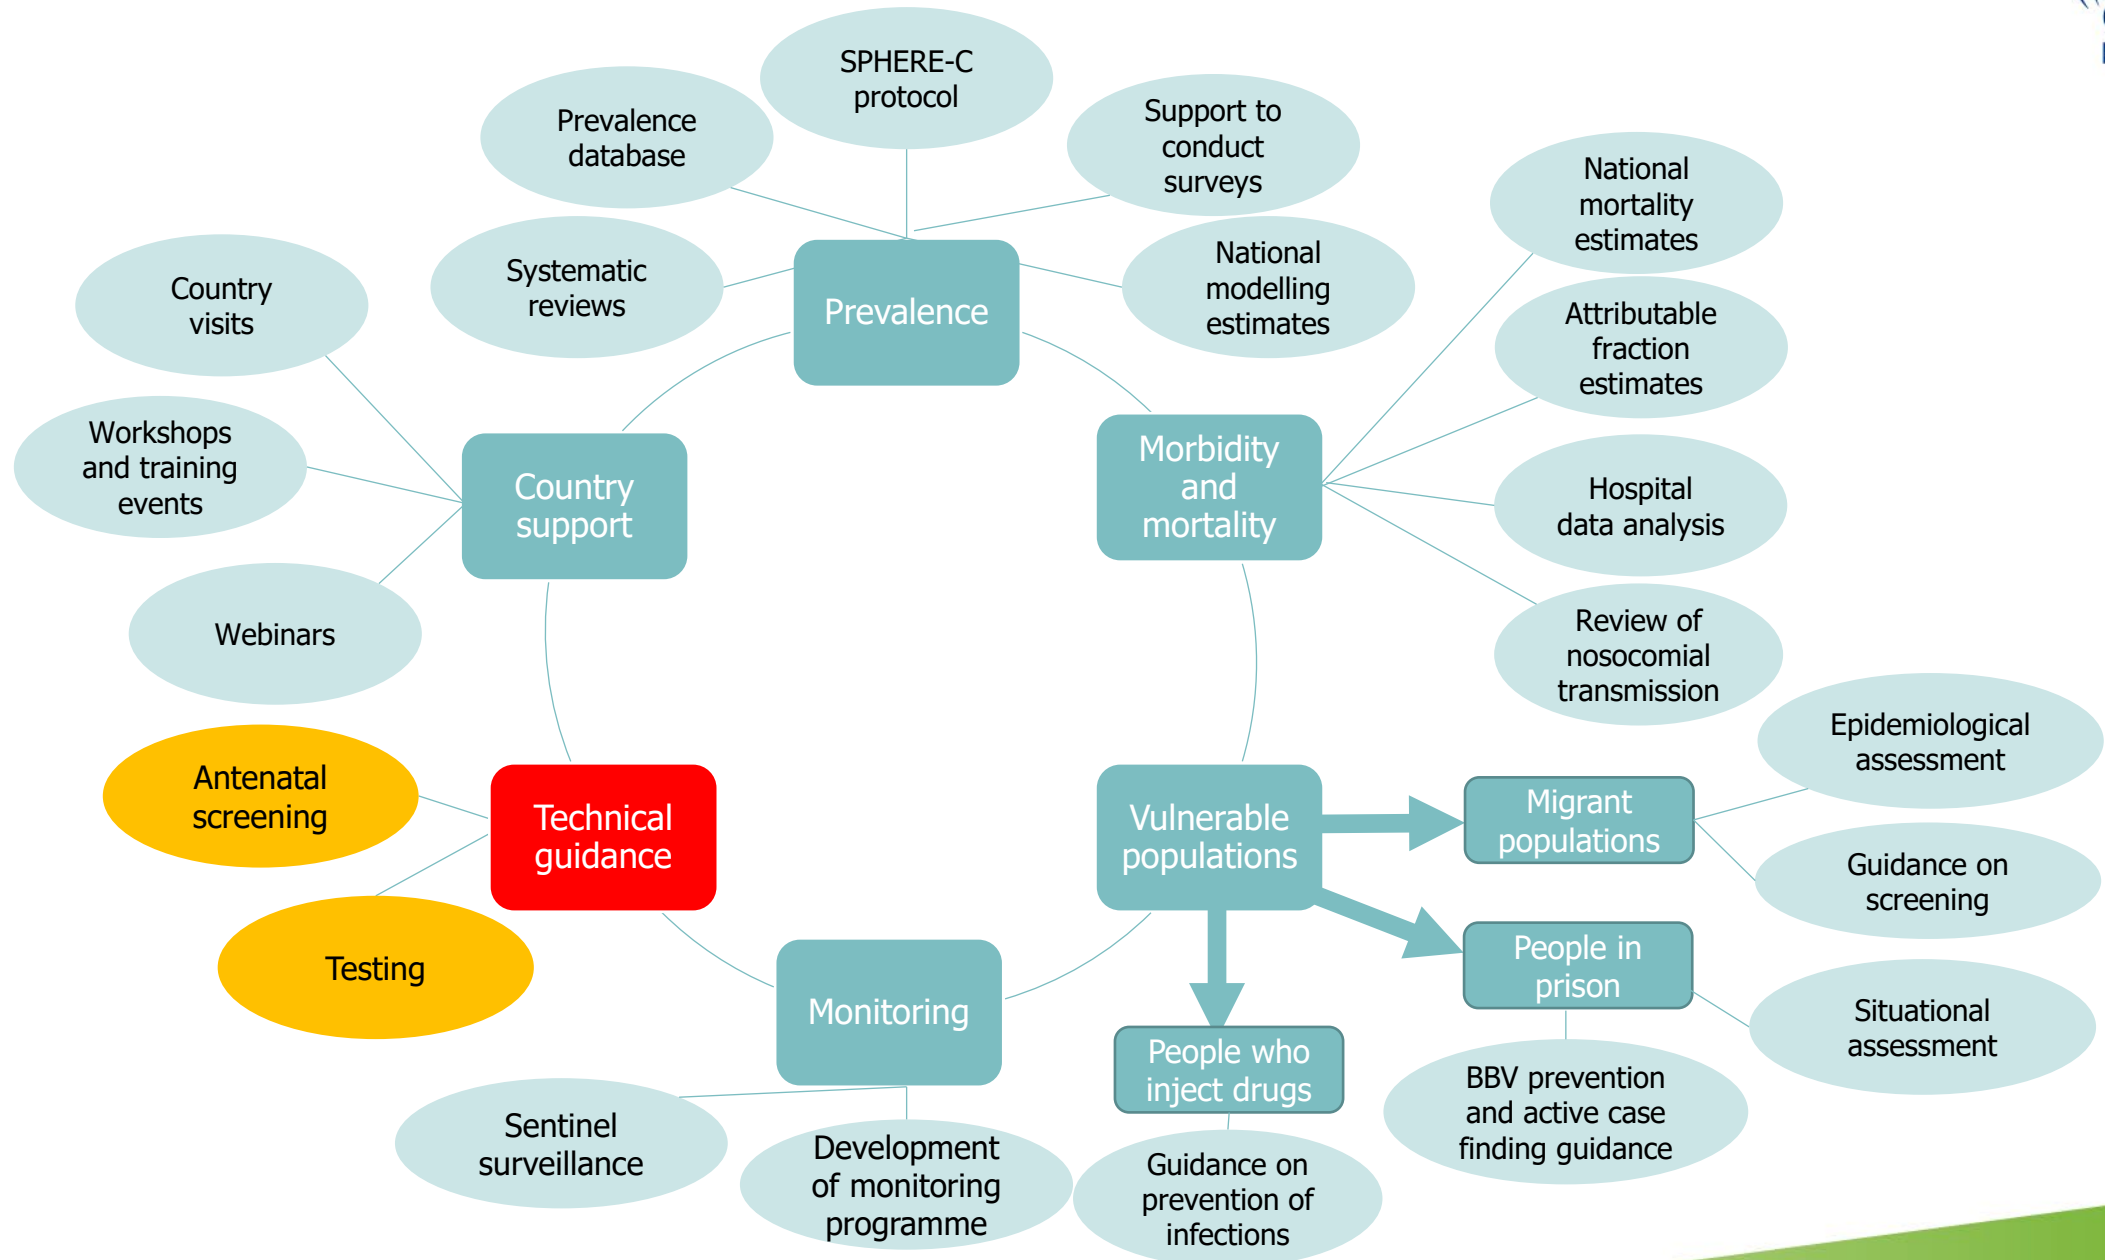 SPHERE-C
protocol
Prevalence
database
Support to
conduct
surveys
National
mortality
estimates
Systematic
reviews
National
modelling
estimates
Country
visits
Prevalence
Attributable
fraction
estimates
Workshops
and training
events
Country
support
Morbidity
and
mortality
Hospital
data analysis
Webinars
Review of
nosocomial
transmission
Epidemiological
assessment
Antenatal
screening
Technical
guidance
Vulnerable
populations
Migrant
populations
Guidance on
screening
Testing
Monitoring
People in
prison
Situational
assessment
People who
inject drugs
BBV prevention
and active case
finding guidance
Sentinel
surveillance
Development
of monitoring
programme
Guidance on
prevention of
infections